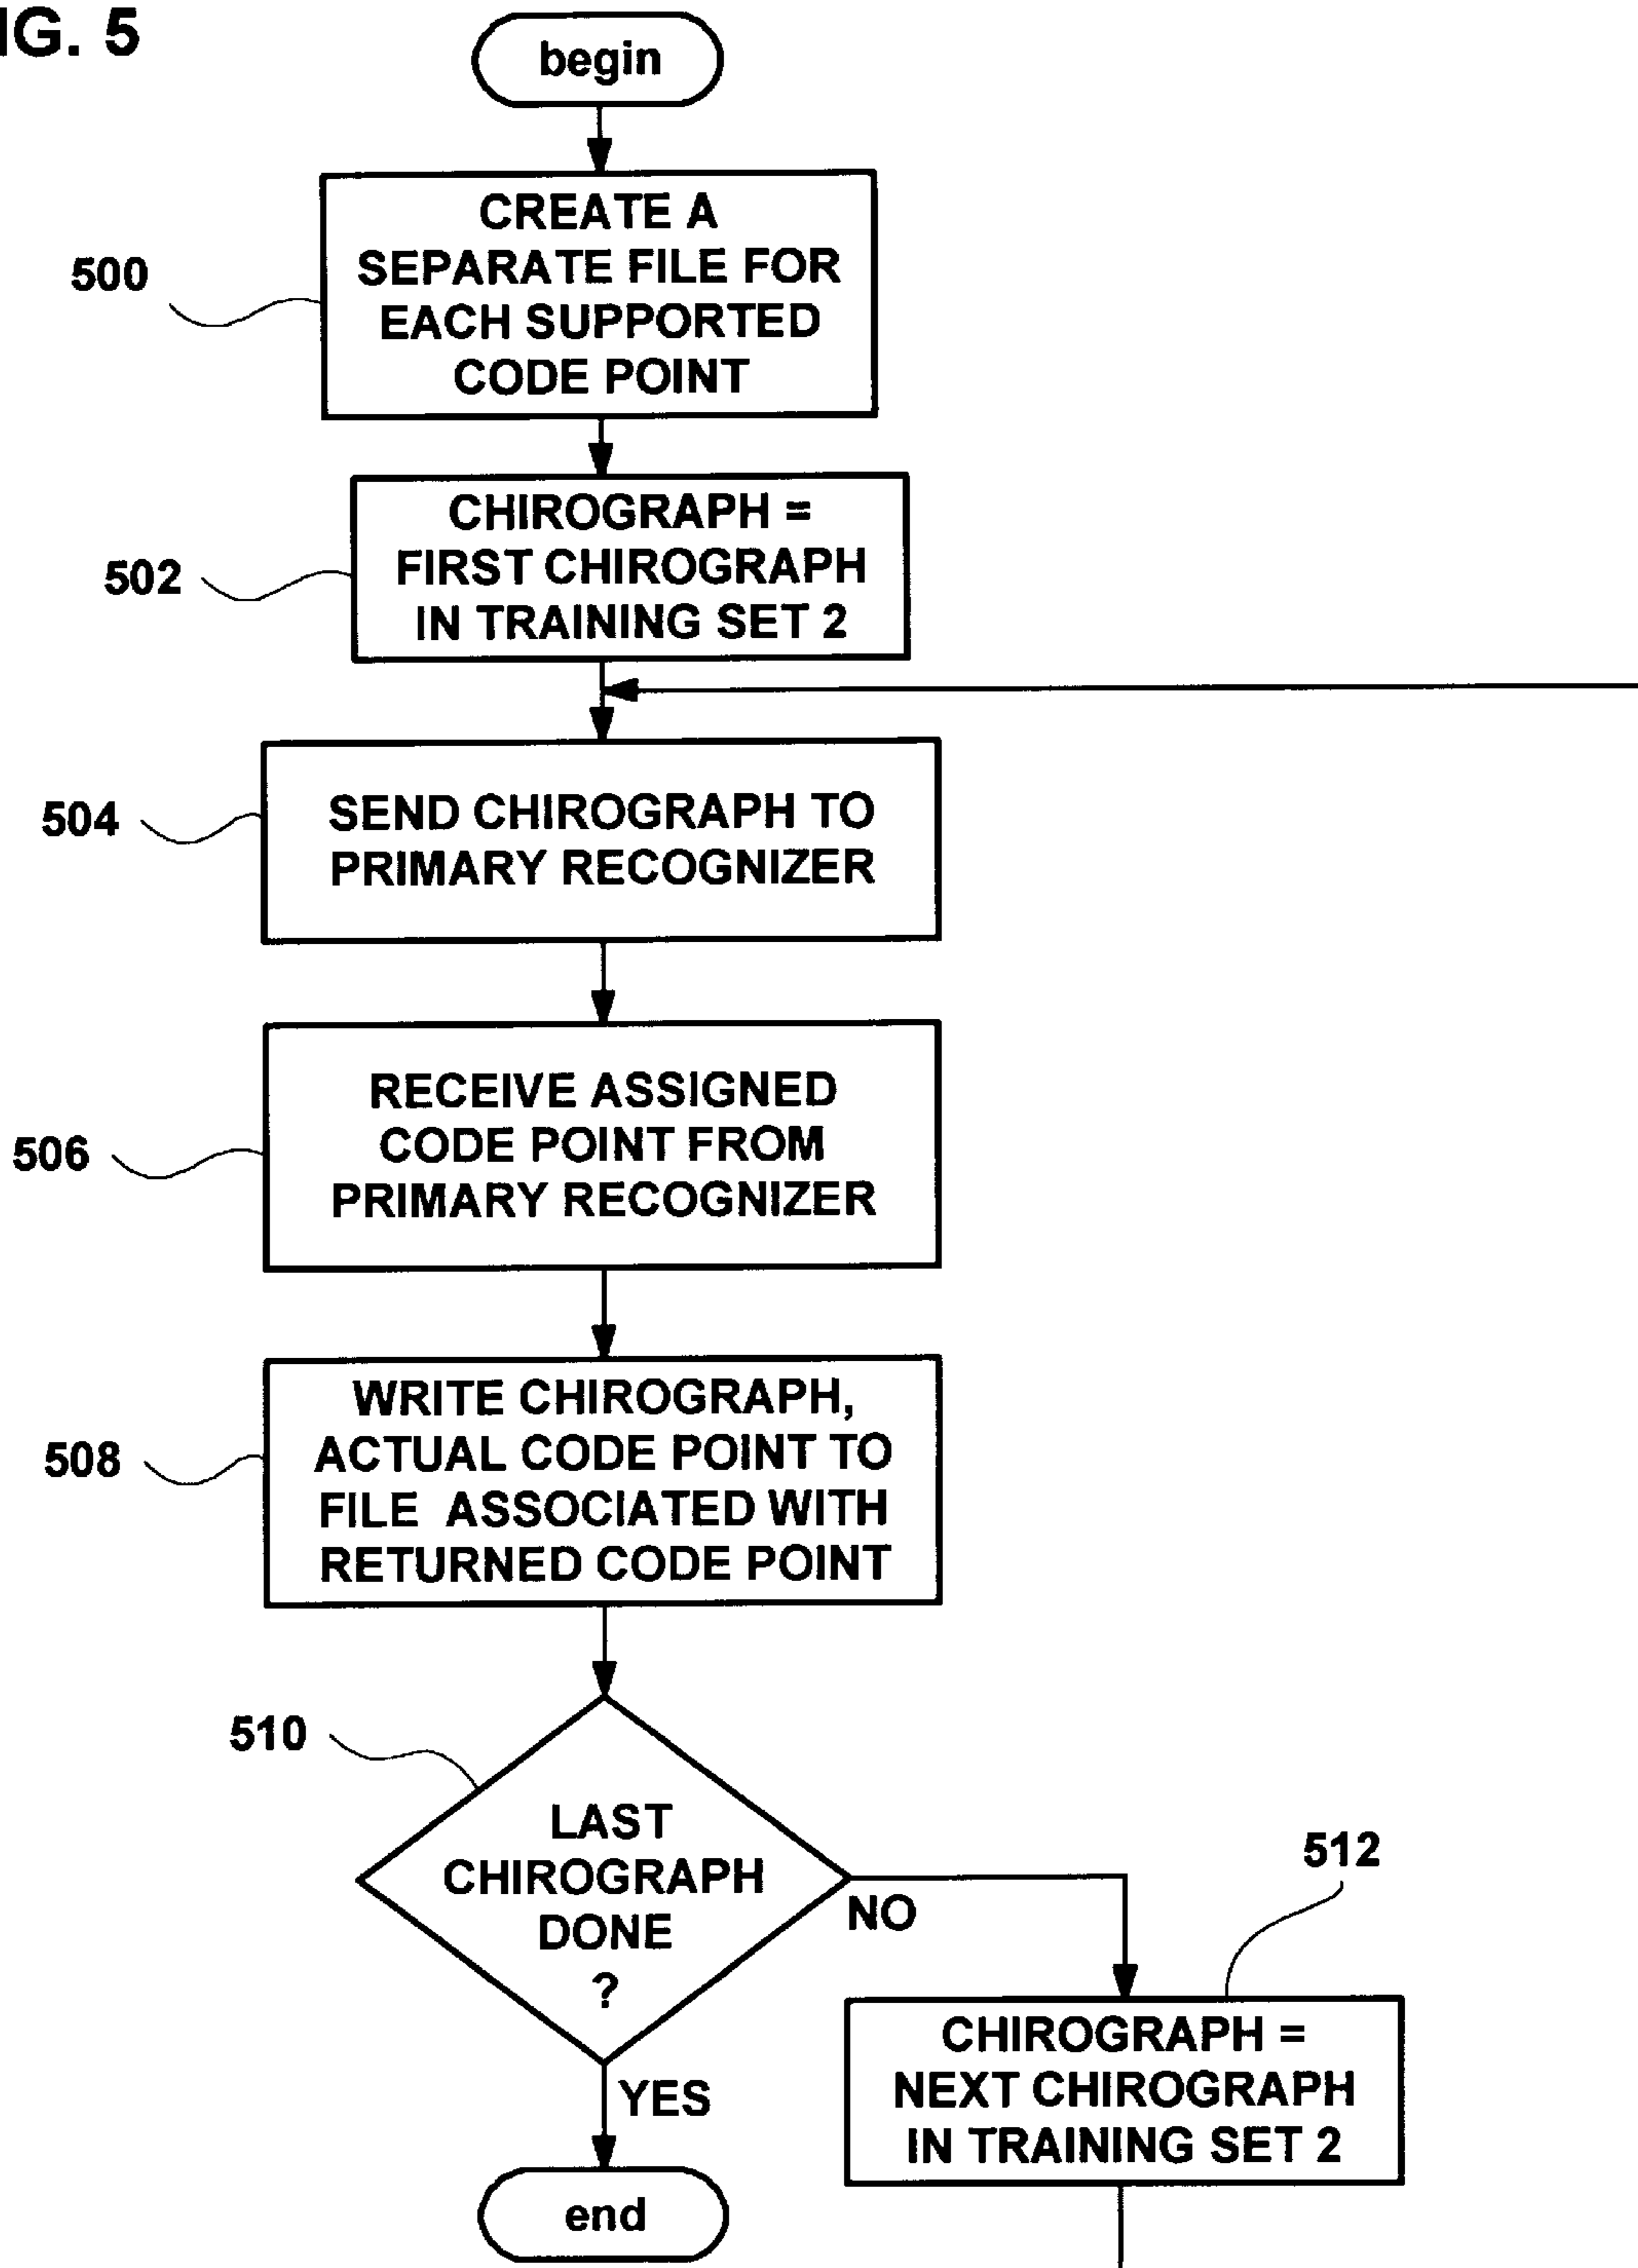 IG. 5
begin
CREATE A
SEPARATE FILE FOR
EACH SUPPORTED
CODE POINT
500
CHIROGRAPH =
FIRST CHIROGRAPH
IN TRAINING SET 2
502
SEND CHIROGRAPH TO
PRIMARY RECOGNIZER
504
RECEIVE ASSIGNED
CODE POINT FROM
PRIMARY RECOGNIZER
506
WRITE CHIROGRAPH,
ACTUAL CODE POINT TO
FILE ASSOCIATED WITH
RETURNED CODE POINT
508
510
LAST
CHIROGRAPH
DONE
?
NO
512
CHIROGRAPH =
NEXT CHIROGRAPH
IN TRAINING SET 2
YES
end